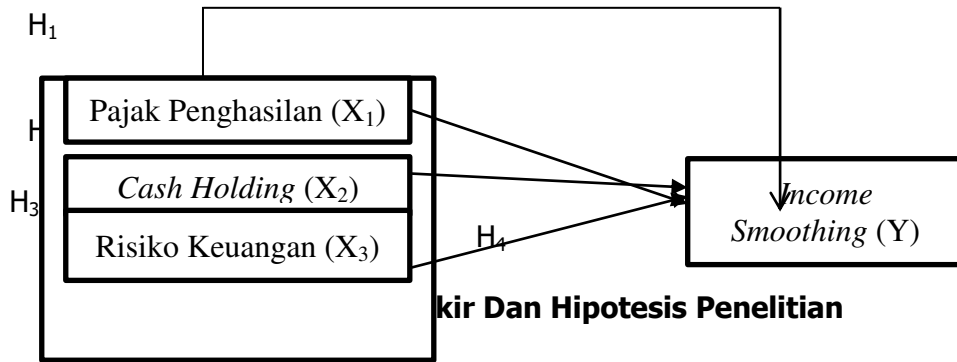 H₁
Pajak Penghasilan (X₁)
Cash Holding (X₂)
H₃
Risiko Keuangan (X₃)
H₄
Income
Smoothing (Y)
kir Dan Hipotesis Penelitian